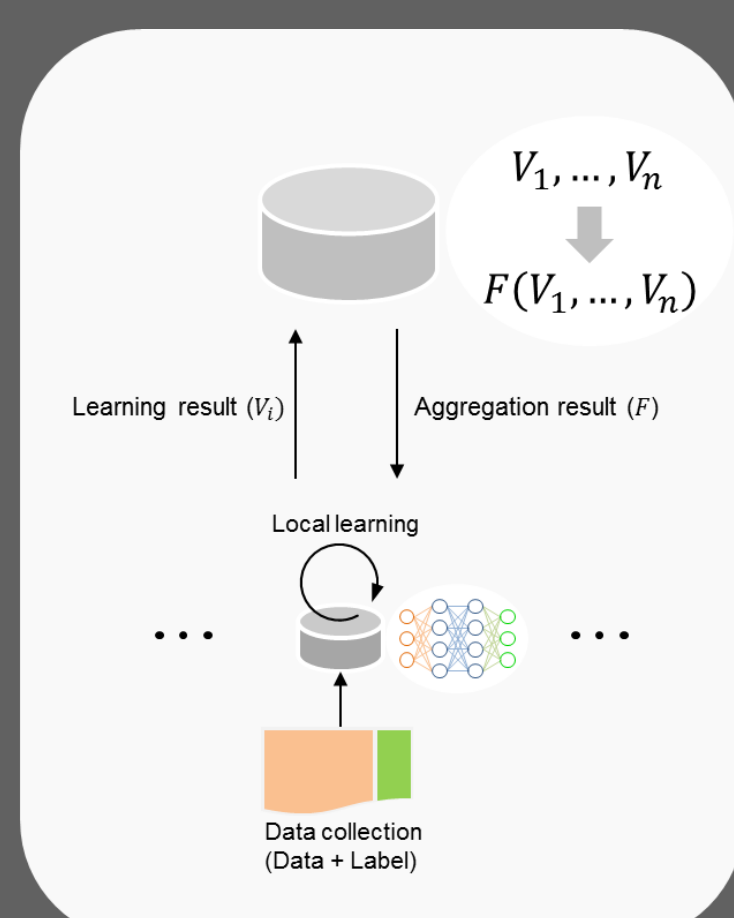 V₁, ..., Vₙ
F(V₁, ..., Vₙ)
Learning result (Vᵢ)
Aggregation result (F)
Local learning
...
...
Data collection
(Data + Label)